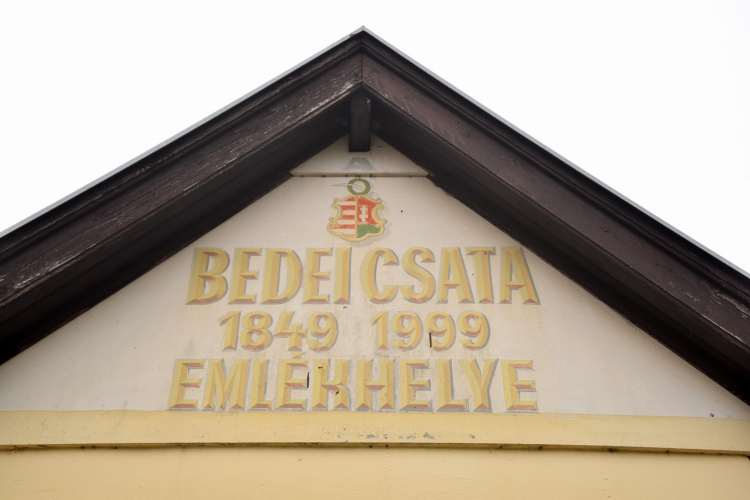 BEDEI CSATA
1849 1999
EMLÉKHELYE